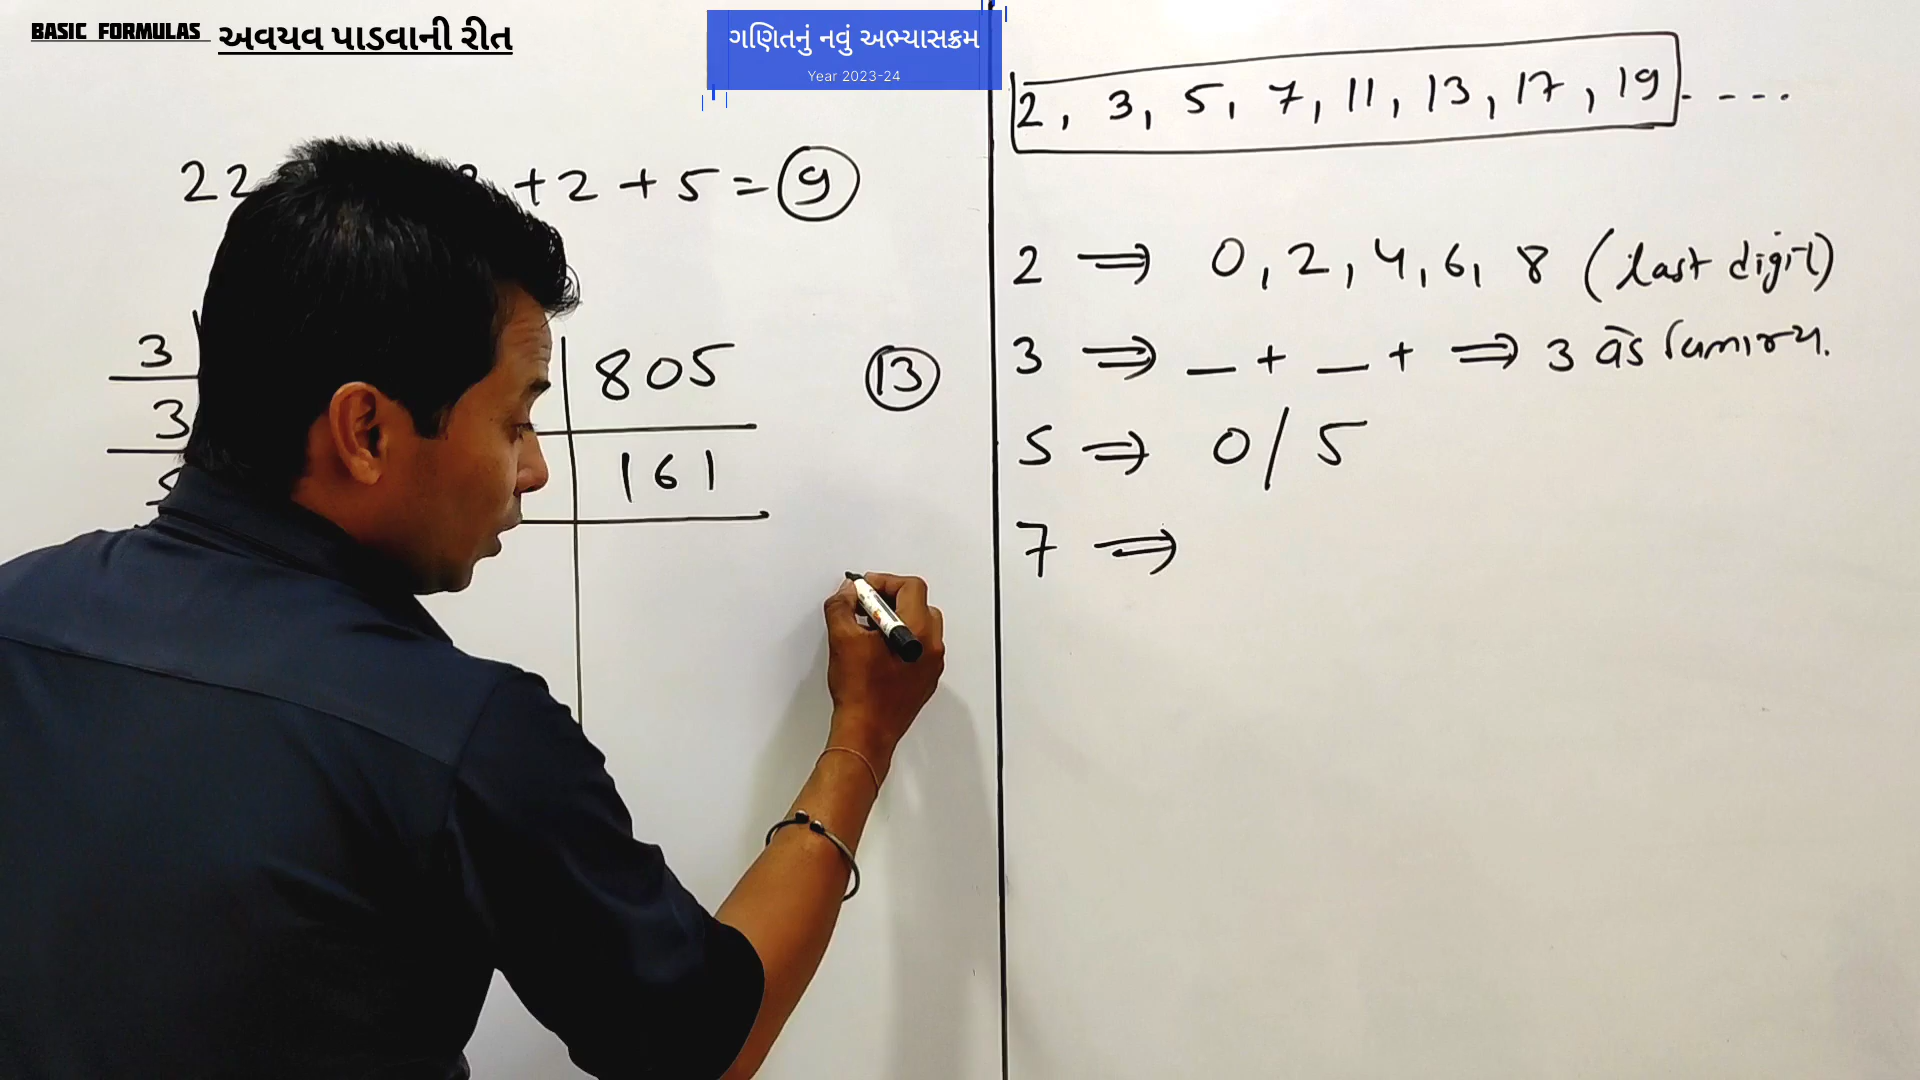 BASIC FORMULAS અવયવ પાડવાની રીત
ગણિતનું નવું અભ્યાસક્રમ
Year 2023-24
22 + 2 + 5 = 9
3
3
805
161
13
2, 3, 5, 7, 11, 13, 17, 19 . - - - .
2 ⇒ 0, 2, 4, 6, 8 (last digit)
3 ⇒ _ + _ + ⇒ 3 વડે વિભાજ્ય.
5 ⇒ 0/5
7 ⇒